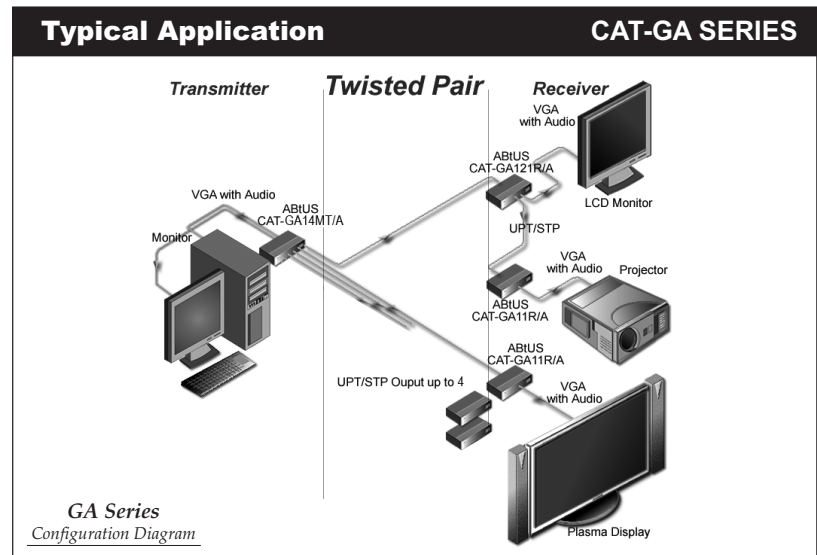 Typical Application
CAT-GA SERIES
Transmitter
Twisted Pair
Receiver
VGA
with Audio
ABtUS
CAT-GA121R/A
LCD Monitor
VGA with Audio
ABtUS
CAT-GA14MT/A
Monitor
UPT/STP
VGA
with Audio
Projector
ABtUS
CAT-GA11R/A
ABtUS
CAT-GA11R/A
UPT/STP Ouput up to 4
VGA
with Audio
Plasma Display
GA Series
Configuration Diagram